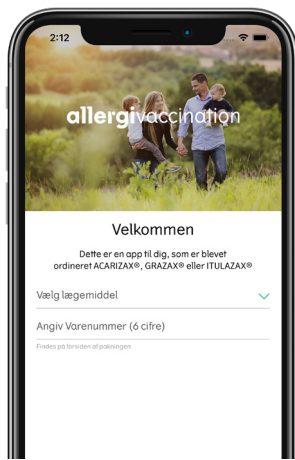 2:12
allergivaccination
Velkommen
Dette er en app til dig, som er blevet
ordineret ACARIZAX®, GRAZAX® eller ITULAZAX®
Vælg lægemiddel
Angiv Varenummer (6 cifre)
Findes på forsiden af pakningen